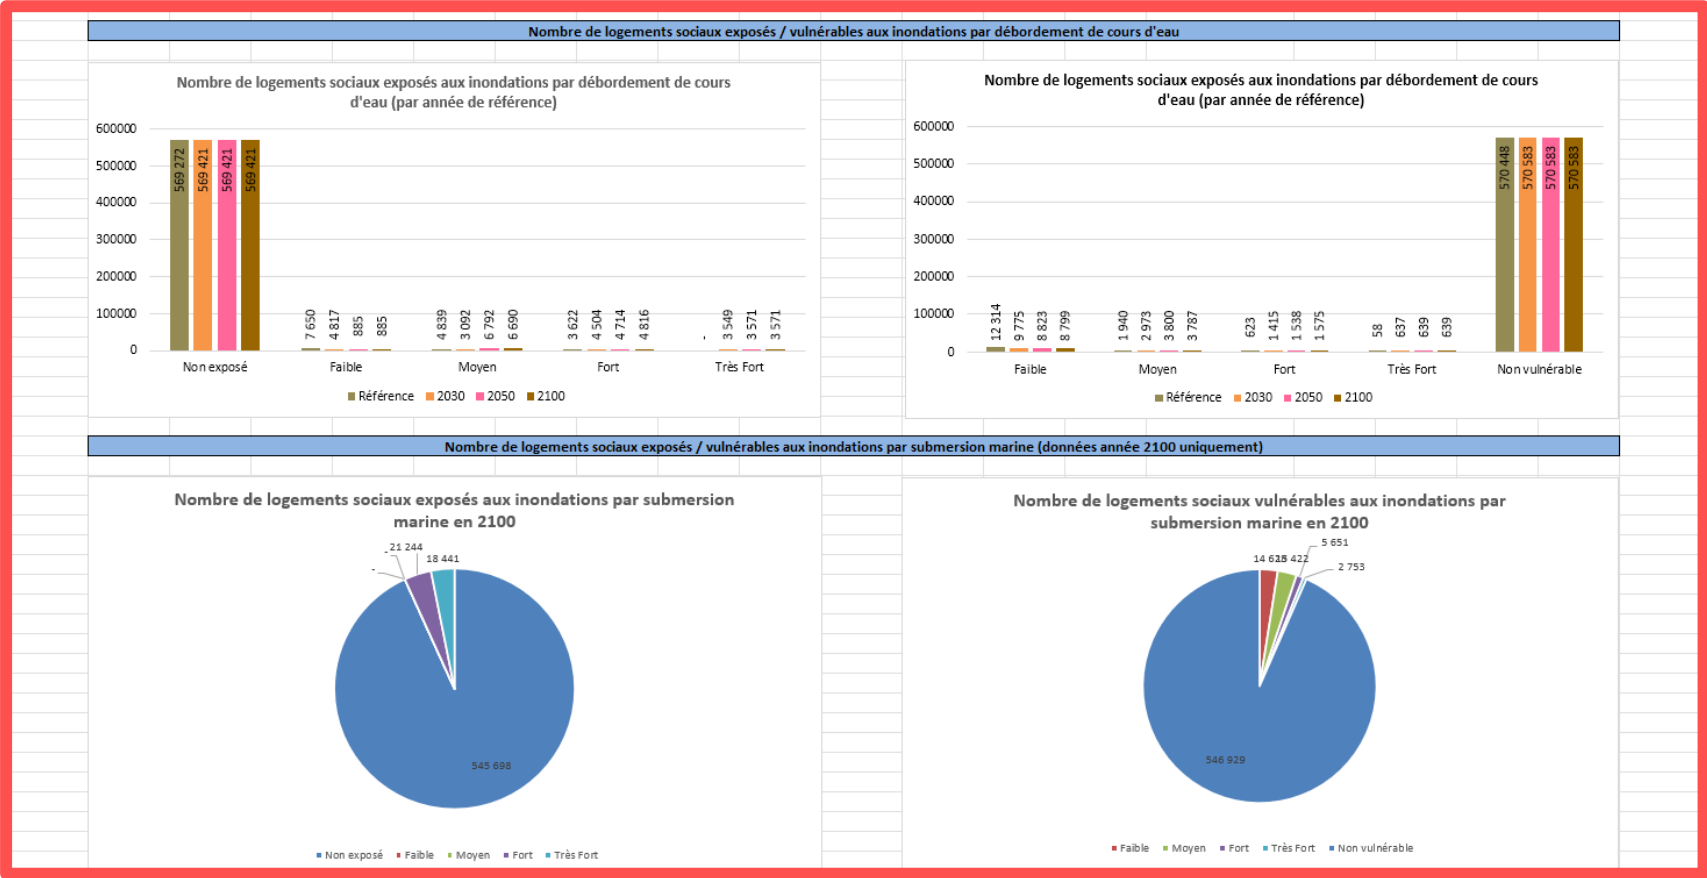 Nombre de logements sociaux exposés / vulnérables aux inondations par débordement de cours d'eau
Nombre de logements sociaux exposés aux inondations par débordement de cours
d'eau (par année de référence)
600000
500000
400000
300000
200000
100000
0
569 272
569 421
569 421
569 421
7 650
4 817
885
885
4 839
3 092
6 792
6 690
3 622
4 504
4 714
4 816
-
3 549
3 571
3 571
Non exposé
Faible
Moyen
Fort
Très Fort
Référence 2030 2050 2100
Nombre de logements sociaux exposés aux inondations par débordement de cours
d'eau (par année de référence)
600000
500000
400000
300000
200000
100000
0
12 314
9 775
8 823
8 799
1 940
2 973
3 800
3 787
623
1 415
1 538
1 575
58
637
639
639
570 448
570 583
570 583
570 583
Faible
Moyen
Fort
Très Fort
Non vulnérable
Référence 2030 2050 2100
Nombre de logements sociaux exposés / vulnérables aux inondations par submersion marine (données année 2100 uniquement)
Nombre de logements sociaux exposés aux inondations par submersion
marine en 2100
-
-
21 244
18 441
545 698
Non exposé Faible Moyen Fort Très Fort
Nombre de logements sociaux vulnérables aux inondations par
submersion marine en 2100
5 651
2 753
546 929
Faible Moyen Fort Très Fort Non vulnérable